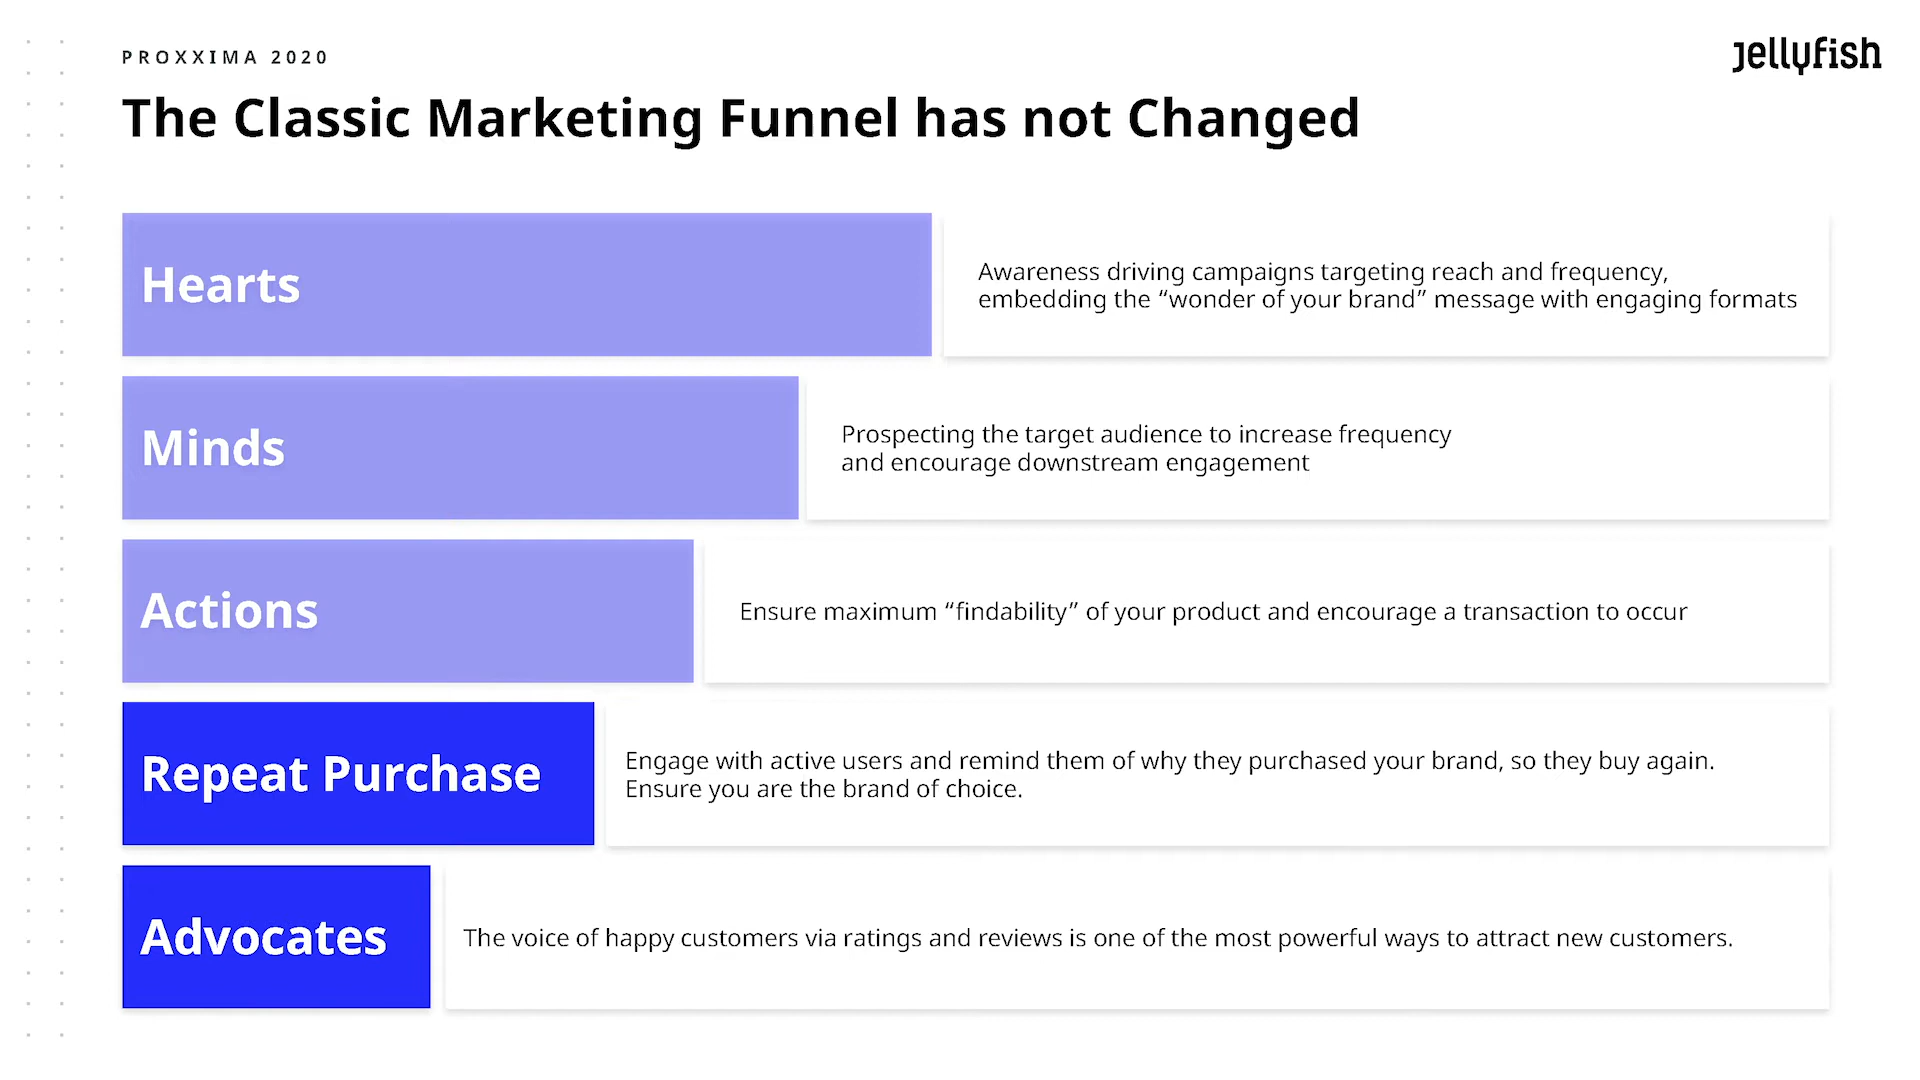 PROXXIMA 2020
jellyfish
The Classic Marketing Funnel has not Changed
Hearts
Awareness driving campaigns targeting reach and frequency,
embedding the “wonder of your brand” message with engaging formats
Minds
Prospecting the target audience to increase frequency
and encourage downstream engagement
Actions
Ensure maximum “findability” of your product and encourage a transaction to occur
Repeat Purchase
Engage with active users and remind them of why they purchased your brand, so they buy again.
Ensure you are the brand of choice.
Advocates
The voice of happy customers via ratings and reviews is one of the most powerful ways to attract new customers.